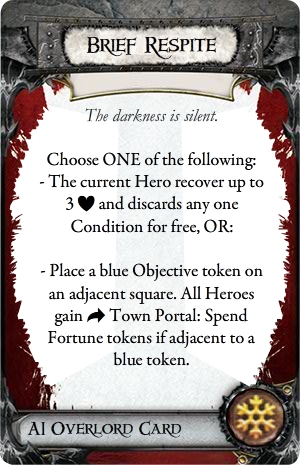 Brief Respite
The darkness is silent.
Choose ONE of the following:
- The current Hero recover up to
3 and discards any one
Condition for free, OR:
- Place a blue Objective token on
an adjacent square. All Heroes
gain Town Portal: Spend
Fortune tokens if adjacent to a
blue token.
AI Overlord Card